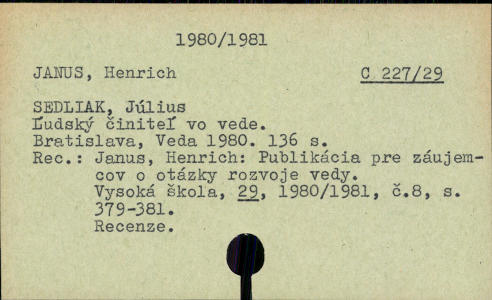 1980/1981
JANUS, Henrich C 227/29
SEDLIAK, Július
Ľudský činiteľ vo vede.
Bratislava, Veda 1980. 136 s.
Rec.: Janus, Henrich: Publikácia pre záujem-
cov o otázky rozvoje vedy.
Vysoká škola, 29, 1980/1981, č.8, s.
379-381.
Recenze.